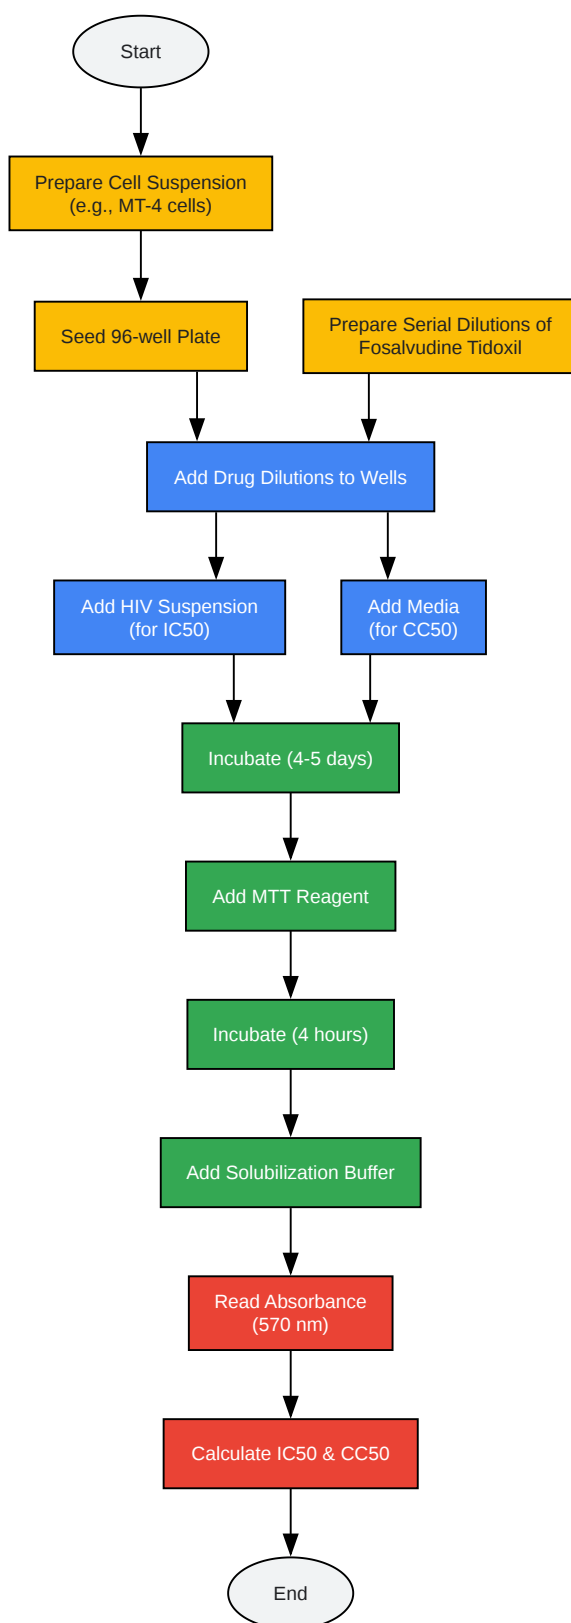 Start
Prepare Cell Suspension
(e.g., MT-4 cells)
Seed 96-well Plate
Prepare Serial Dilutions of
Fosalvudine Tidoxil
Add Drug Dilutions to Wells
Add HIV Suspension
(for IC50)
Add Media
(for CC50)
Incubate (4-5 days)
Add MTT Reagent
Incubate (4 hours)
Add Solubilization Buffer
Read Absorbance
(570 nm)
Calculate IC50 & CC50
End